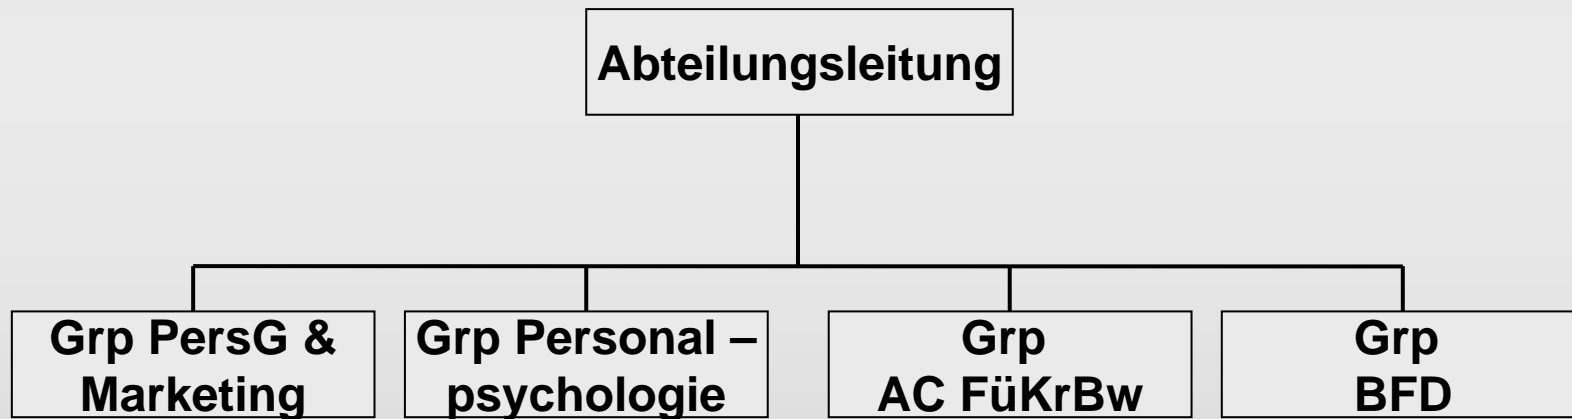 Abteilungsleitung
Grp PersG &
Marketing
Grp Personal –
psychologie
Grp
AC FüKrBw
Grp
BFD